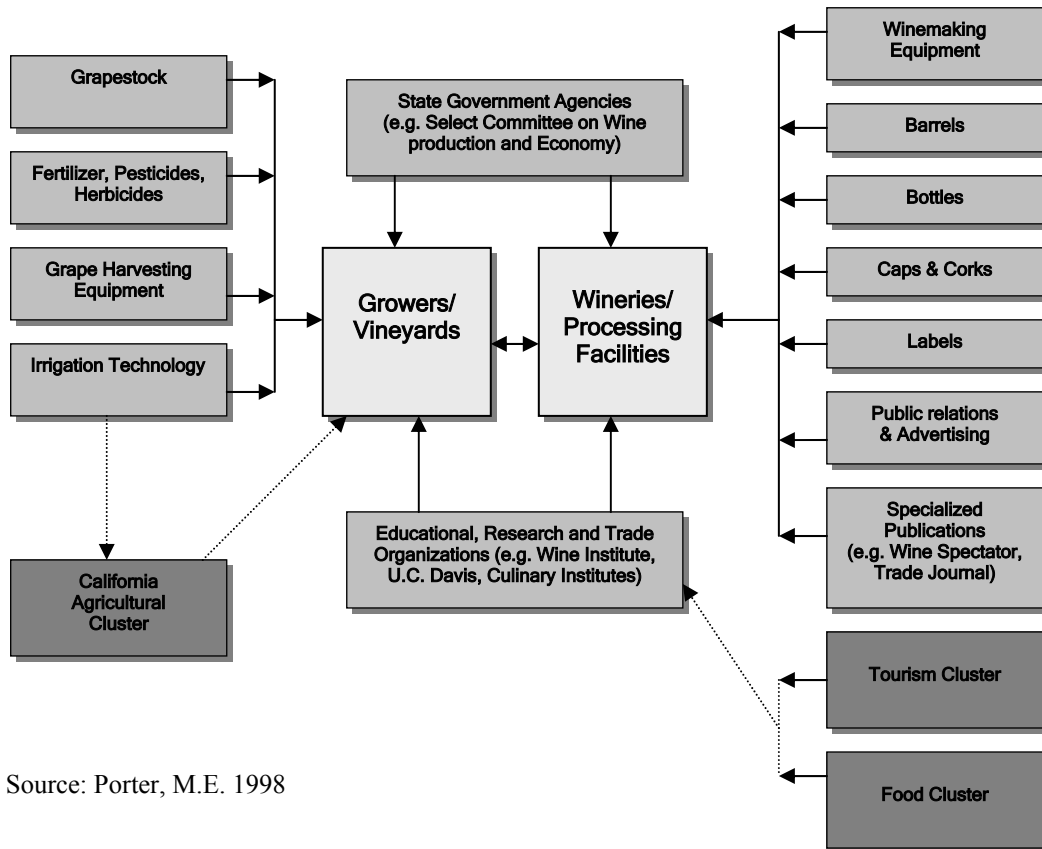 Grapestock
Fertilizer, Pesticides,
Herbicides
Grape Harvesting
Equipment
Irrigation Technology
California
Agricultural
Cluster
State Government Agencies
(e.g. Select Committee on Wine
production and Economy)
Growers/
Vineyards
Wineries/
Processing
Facilities
Educational, Research and Trade
Organizations (e.g. Wine Institute,
U.C. Davis, Culinary Institutes)
Winemaking
Equipment
Barrels
Bottles
Caps & Corks
Labels
Public relations
& Advertising
Specialized
Publications
(e.g. Wine Spectator,
Trade Journal)
Tourism Cluster
Food Cluster
Source: Porter, M.E. 1998